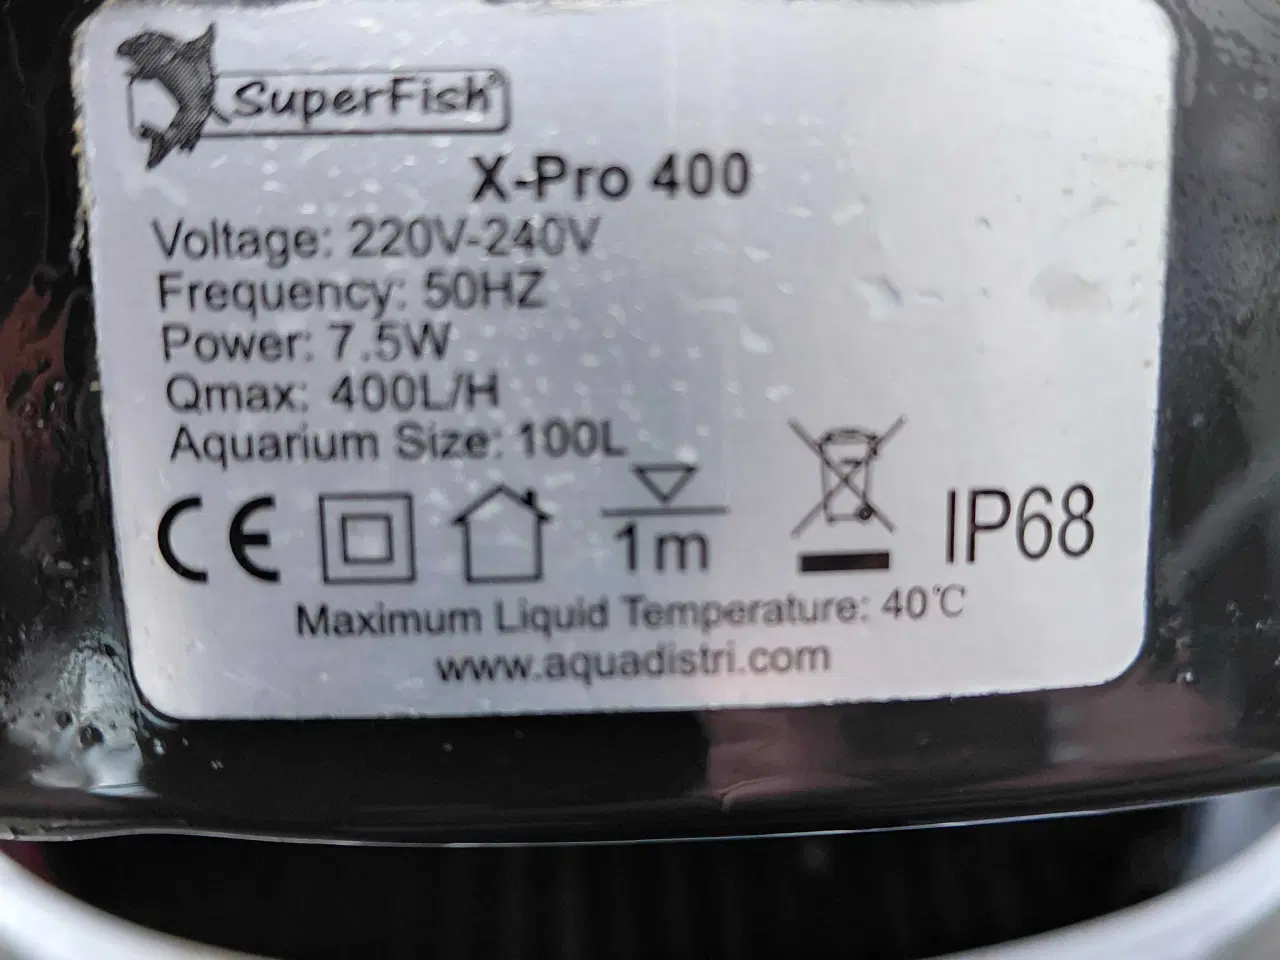 SuperFish®
X-Pro 400
Voltage: 220V-240V
Frequency: 50HZ
Power: 7.5W
Qmax: 400L/H
Aquarium Size: 100L
CE 1m IP68
Maximum Liquid Temperature: 40℃
www.aquadistri.com